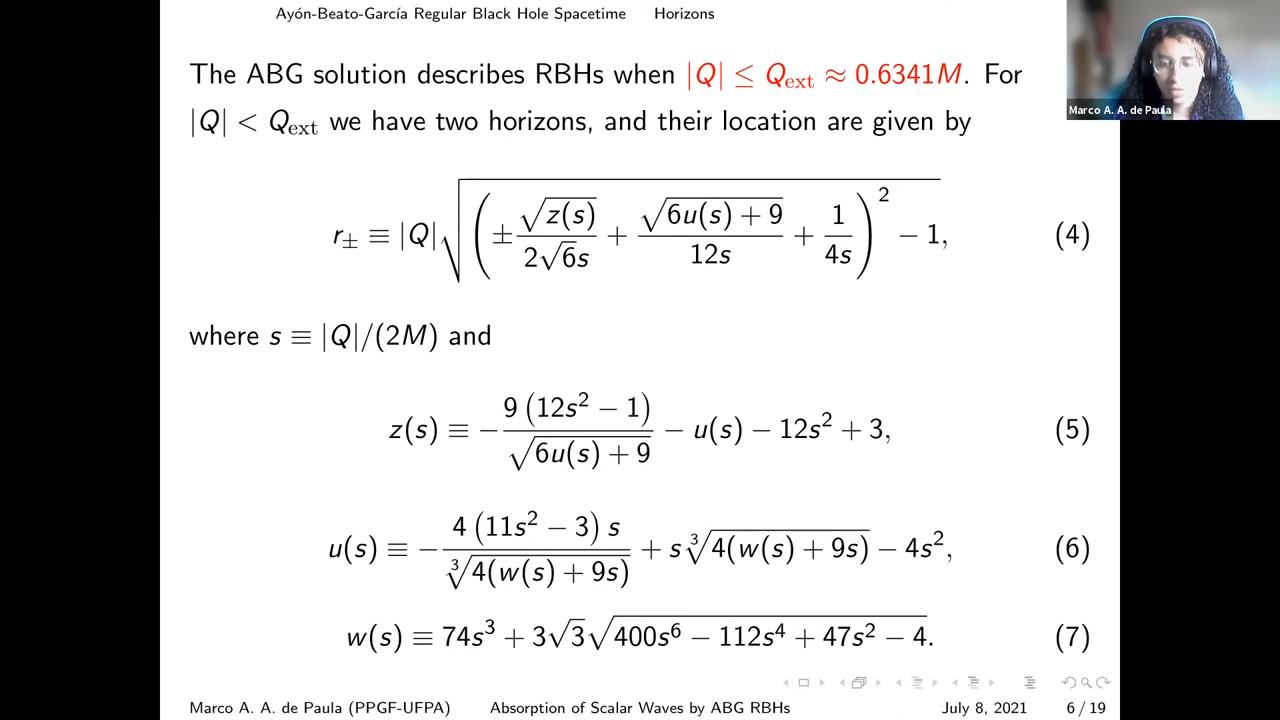 Ayón-Beato-García Regular Black Hole Spacetime Horizons
The ABG solution describes RBHs when |Q| ≤ Q_ext ≈ 0.6341M. For
|Q| < Q_ext we have two horizons, and their location are given by
r_± ≡ |Q|√((±√z(s)/(2√6s) + √(6u(s) + 9)/(12s) + 1/(4s))² − 1), (4)
where s ≡ |Q|/(2M) and
z(s) ≡ −9(12s² − 1)/√(6u(s) + 9) − u(s) − 12s² + 3, (5)
u(s) ≡ −4(11s² − 3)s/∛(4(w(s) + 9s)) + s∛(4(w(s) + 9s)) − 4s², (6)
w(s) ≡ 74s³ + 3√3√(400s⁶ − 112s⁴ + 47s² − 4). (7)
Marco A. A. de Paula (PPGF-UFPA) Absorption of Scalar Waves by ABG RBHs July 8, 2021 6 / 19
Marco A. A. de Paula